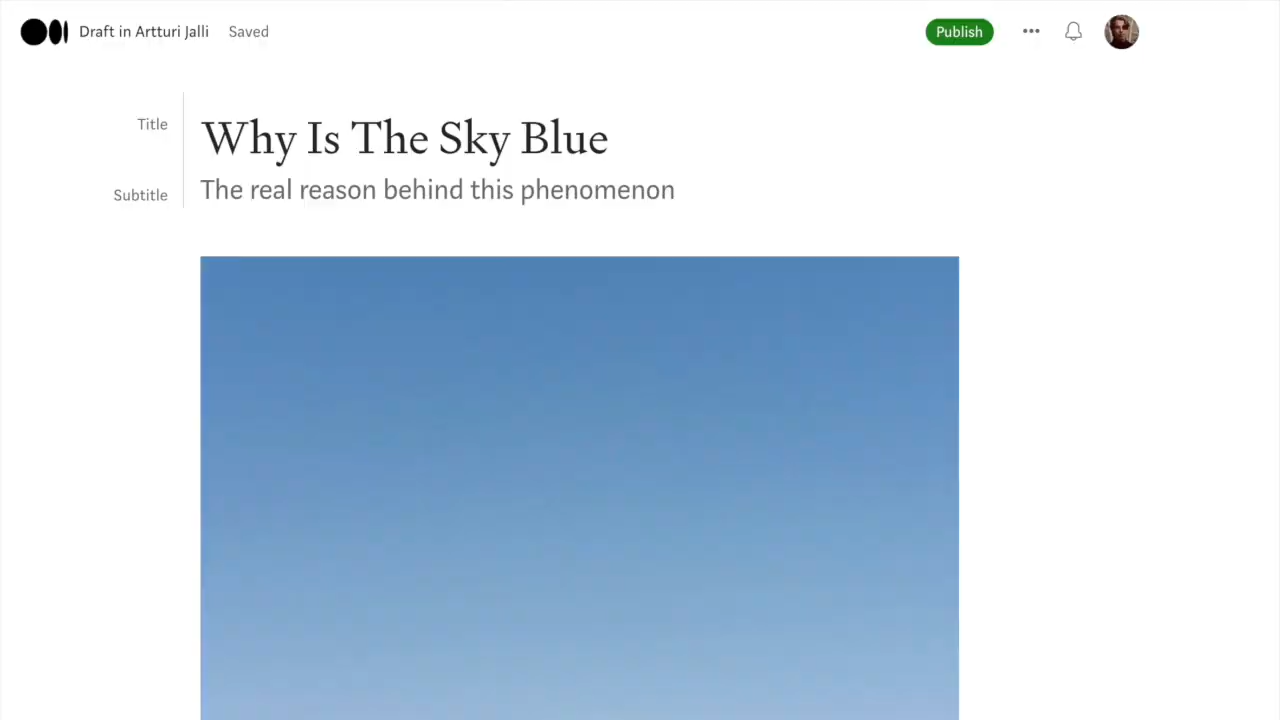 Draft in Artturi Jalli Saved Publish
Title
Why Is The Sky Blue
Subtitle
The real reason behind this phenomenon